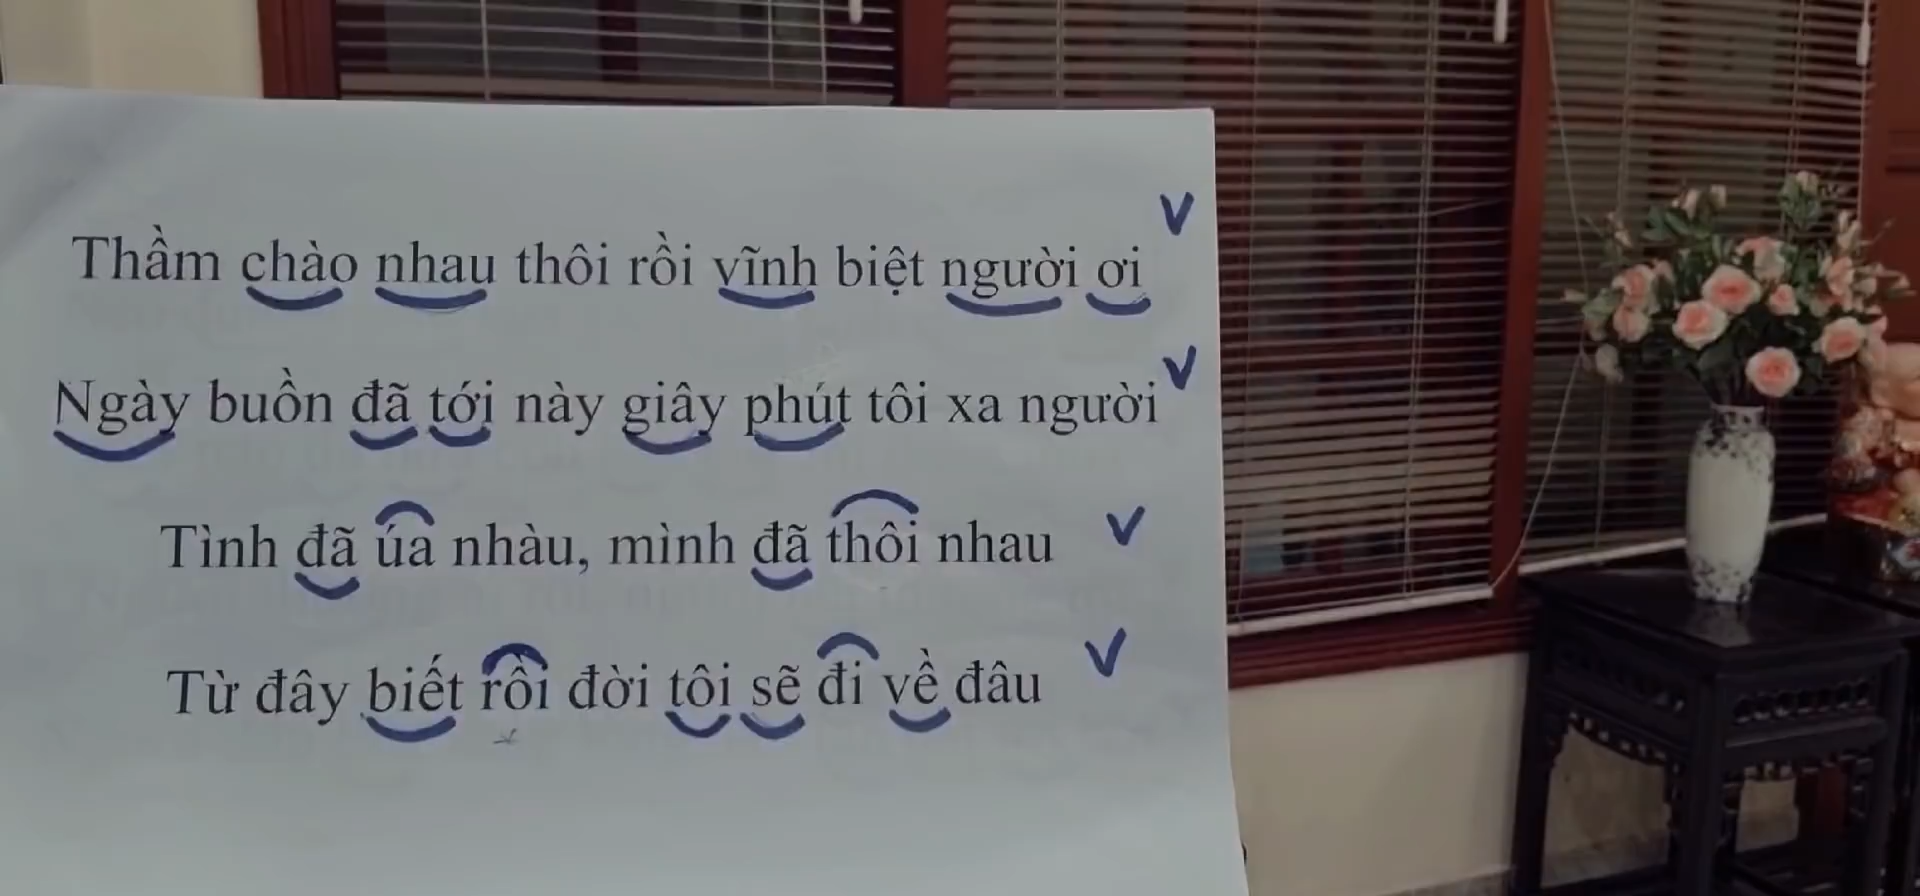 Thầm chào nhau thôi rồi vĩnh biệt người ơi
Ngày buồn đã tới này giây phút tôi xa người
Tình đã úa nhàu, mình đã thôi nhau
Từ đây biết rồi đời tôi sẽ đi về đâu